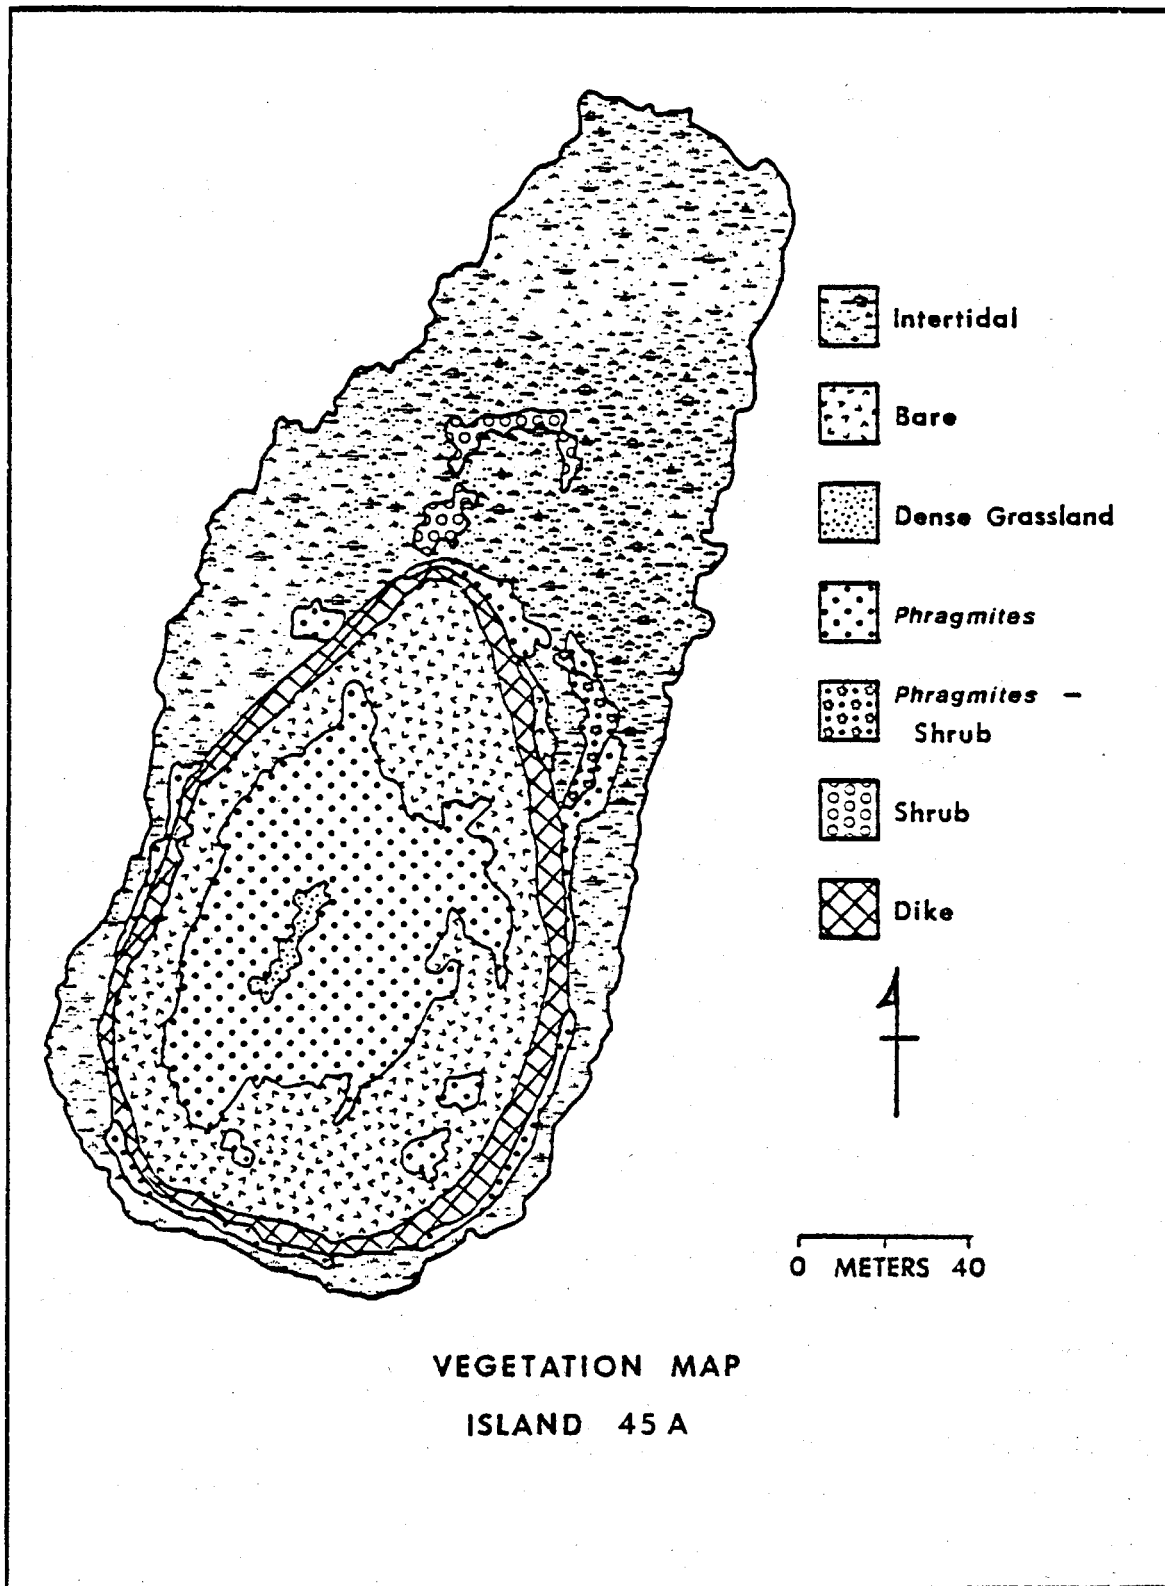 Intertidal
Bare
Dense Grassland
Phragmites
Phragmites –
Shrub
Shrub
Dike
0 METERS 40
VEGETATION MAP
ISLAND 45 A